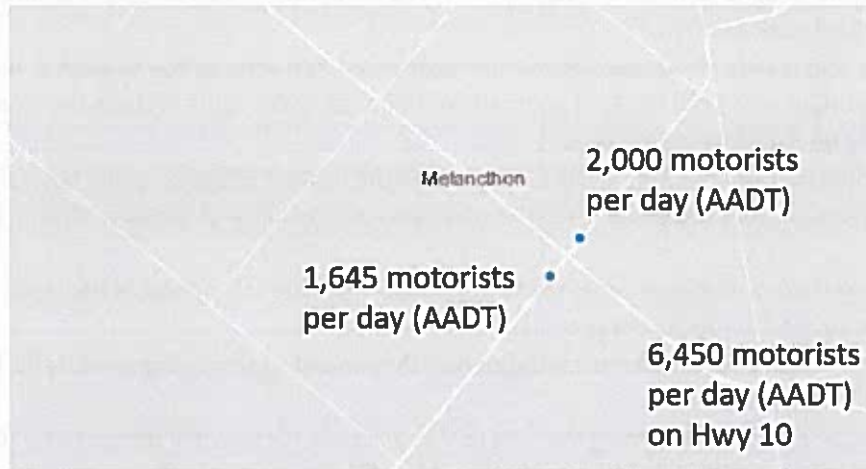 Melancthon
2,000 motorists
per day (AADT)
1,645 motorists
per day (AADT)
6,450 motorists
per day (AADT)
on Hwy 10